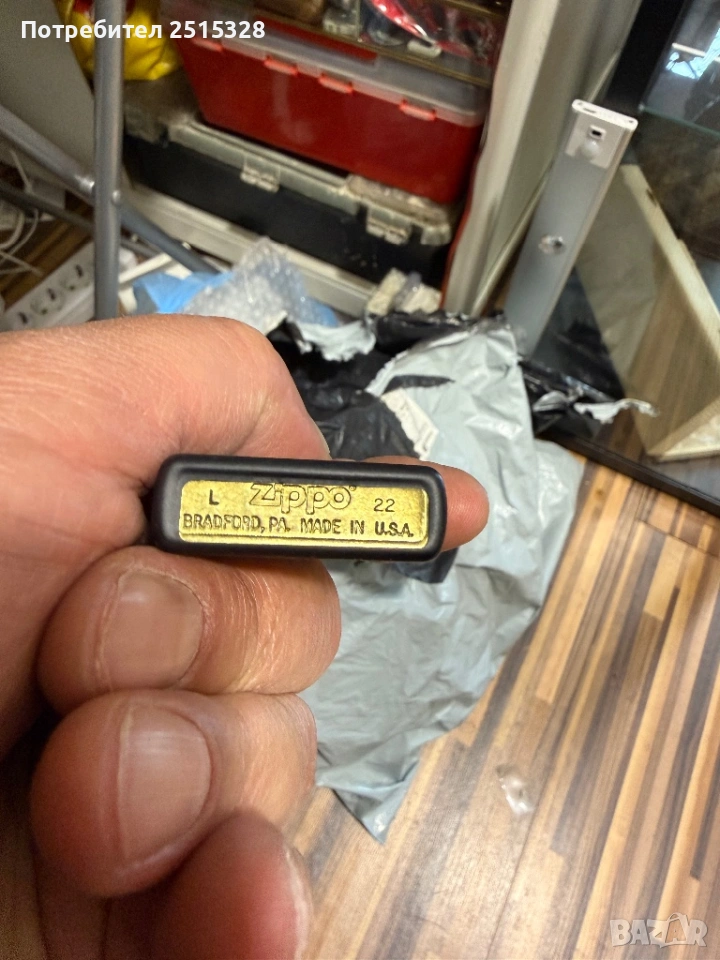 Потребител 2515328
L zippo 22
BRADFORD, PA. MADE IN U.S.A.
BAZAR